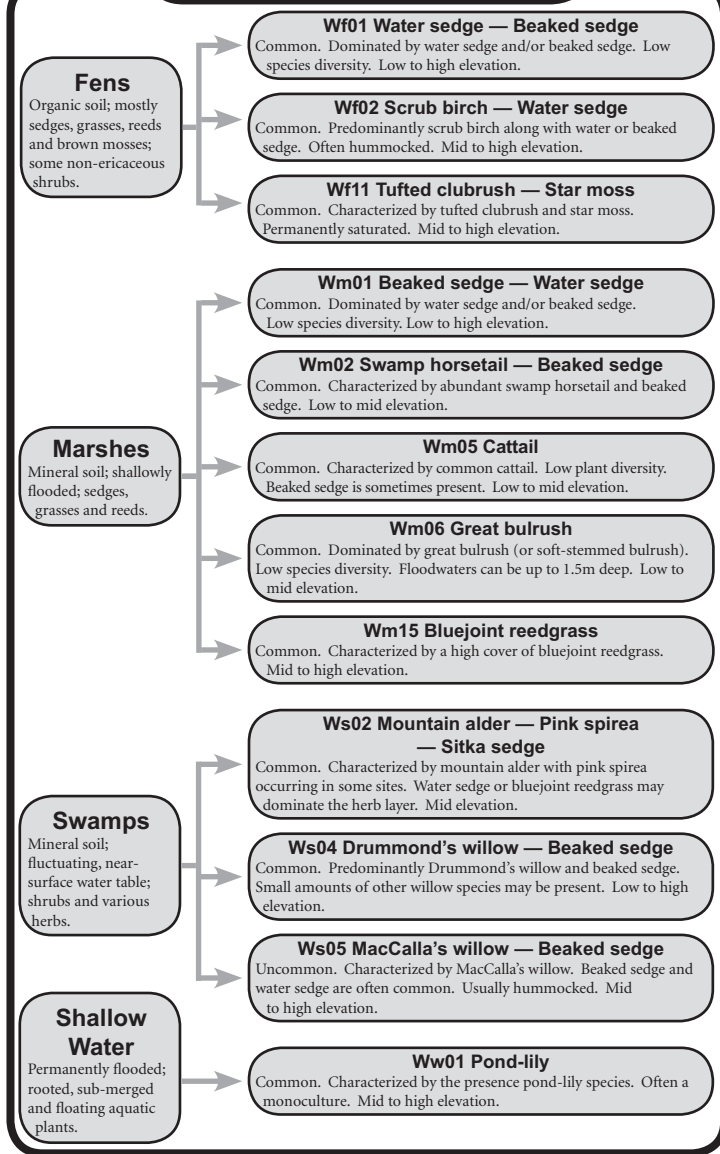 Fens
Organic soil; mostly
sedges, grasses, reeds
and brown mosses;
some non-ericaceous
shrubs.
Wf01 Water sedge — Beaked sedge
Common. Dominated by water sedge and/or beaked sedge. Low
species diversity. Low to high elevation.
Wf02 Scrub birch — Water sedge
Common. Predominantly scrub birch along with water or beaked
sedge. Often hummocked. Mid to high elevation.
Wf11 Tufted clubrush — Star moss
Common. Characterized by tufted clubrush and star moss.
Permanently saturated. Mid to high elevation.
Marshes
Mineral soil; shallowly
flooded; sedges,
grasses and reeds.
Wm01 Beaked sedge — Water sedge
Common. Dominated by water sedge and/or beaked sedge.
Low species diversity. Low to high elevation.
Wm02 Swamp horsetail — Beaked sedge
Common. Characterized by abundant swamp horsetail and beaked
sedge. Low to mid elevation.
Wm05 Cattail
Common. Characterized by common cattail. Low plant diversity.
Beaked sedge is sometimes present. Low to mid elevation.
Wm06 Great bulrush
Common. Dominated by great bulrush (or soft-stemmed bulrush).
Low species diversity. Floodwaters can be up to 1.5m deep. Low to
mid elevation.
Wm15 Bluejoint reedgrass
Common. Characterized by a high cover of bluejoint reedgrass.
Mid to high elevation.
Swamps
Mineral soil;
fluctuating, near-
surface water table;
shrubs and various
herbs.
Ws02 Mountain alder — Pink spirea
— Sitka sedge
Common. Characterized by mountain alder with pink spirea
occurring in some sites. Water sedge or bluejoint reedgrass may
dominate the herb layer. Mid elevation.
Ws04 Drummond's willow — Beaked sedge
Common. Predominantly Drummond's willow and beaked sedge.
Small amounts of other willow species may be present. Low to high
elevation.
Ws05 MacCalla's willow — Beaked sedge
Uncommon. Characterized by MacCalla's willow. Beaked sedge and
water sedge are often common. Usually hummocked. Mid
to high elevation.
Shallow
Water
Permanently flooded;
rooted, sub-merged
and floating aquatic
plants.
Ww01 Pond-lily
Common. Characterized by the presence pond-lily species. Often a
monoculture. Mid to high elevation.